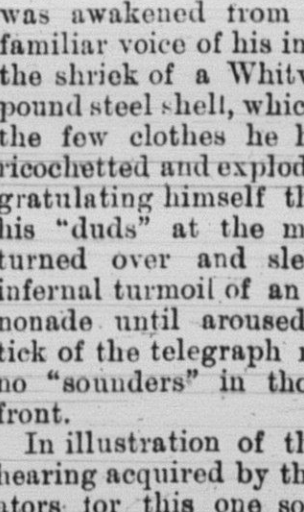 was awakened from
familiar voice of his in
the shriek of a Whitw
pound steel shell, whic
the few clothes he
ricochetted and explod
gratulating himself th
his "duds" at the m
turned over and sle
infernal turmoil of an
nonade until aroused
tick of the telegraph
no "sounders" in tho
front.
In illustration of th
hearing acquired by th
ators for this one so